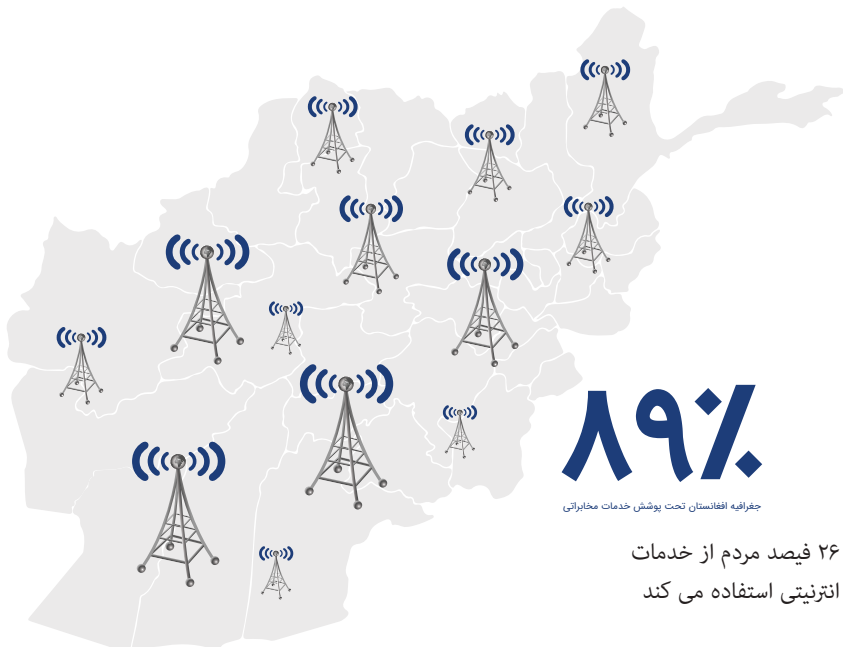 ۸۹٪
جغرافیه افغانستان تحت پوشش خدمات مخابراتی
۲۶ فیصد مردم از خدمات
انترنیتی استفاده می کند